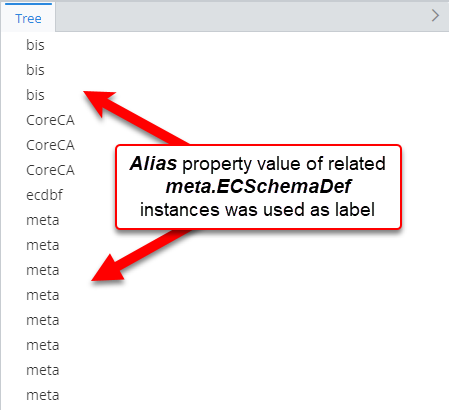 Tree
bis
bis
bis
CoreCA
CoreCA
CoreCA
ecdbf
meta
meta
meta
meta
meta
meta
meta
meta
Alias property value of related
meta.ECSchemaDef
instances was used as label